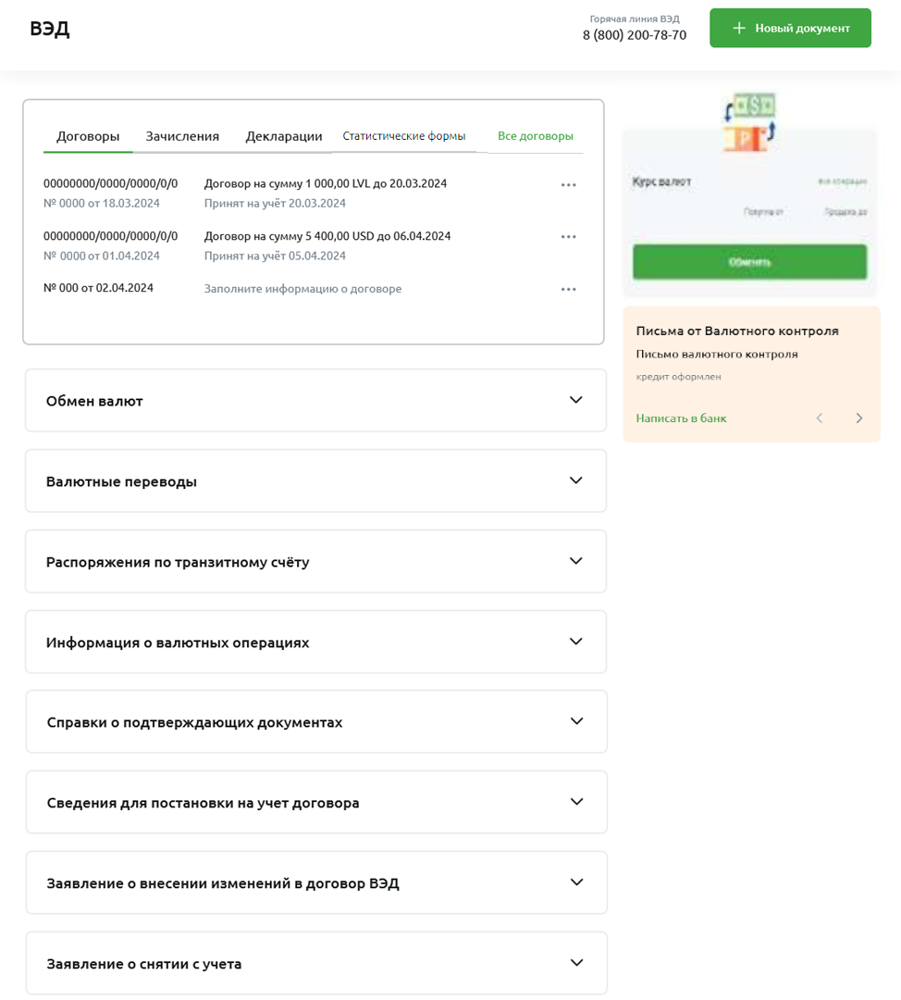 ВЭД
Горячая линия ВЭД
8 (800) 200-78-70
Новый документ
Договоры Зачисления Декларации Статистические формы Все договоры
00000000/0000/0000/0/0 Договор на сумму 1 000,00 LVL до 20.03.2024
№ 0000 от 18.03.2024 Принят на учёт 20.03.2024
00000000/0000/0000/0/0 Договор на сумму 5 400,00 USD до 06.04.2024
№ 0000 от 01.04.2024 Принят на учёт 05.04.2024
№ 000 от 02.04.2024 Заполните информацию о договоре
Обмен валют
Валютные переводы
Распоряжения по транзитному счёту
Информация о валютных операциях
Справки о подтверждающих документах
Сведения для постановки на учет договора
Заявление о внесении изменений в договор ВЭД
Заявление о снятии с учета
Курс валют
Обменять
Письма от Валютного контроля
Письмо валютного контроля
кредит оформлен
Написать в банк